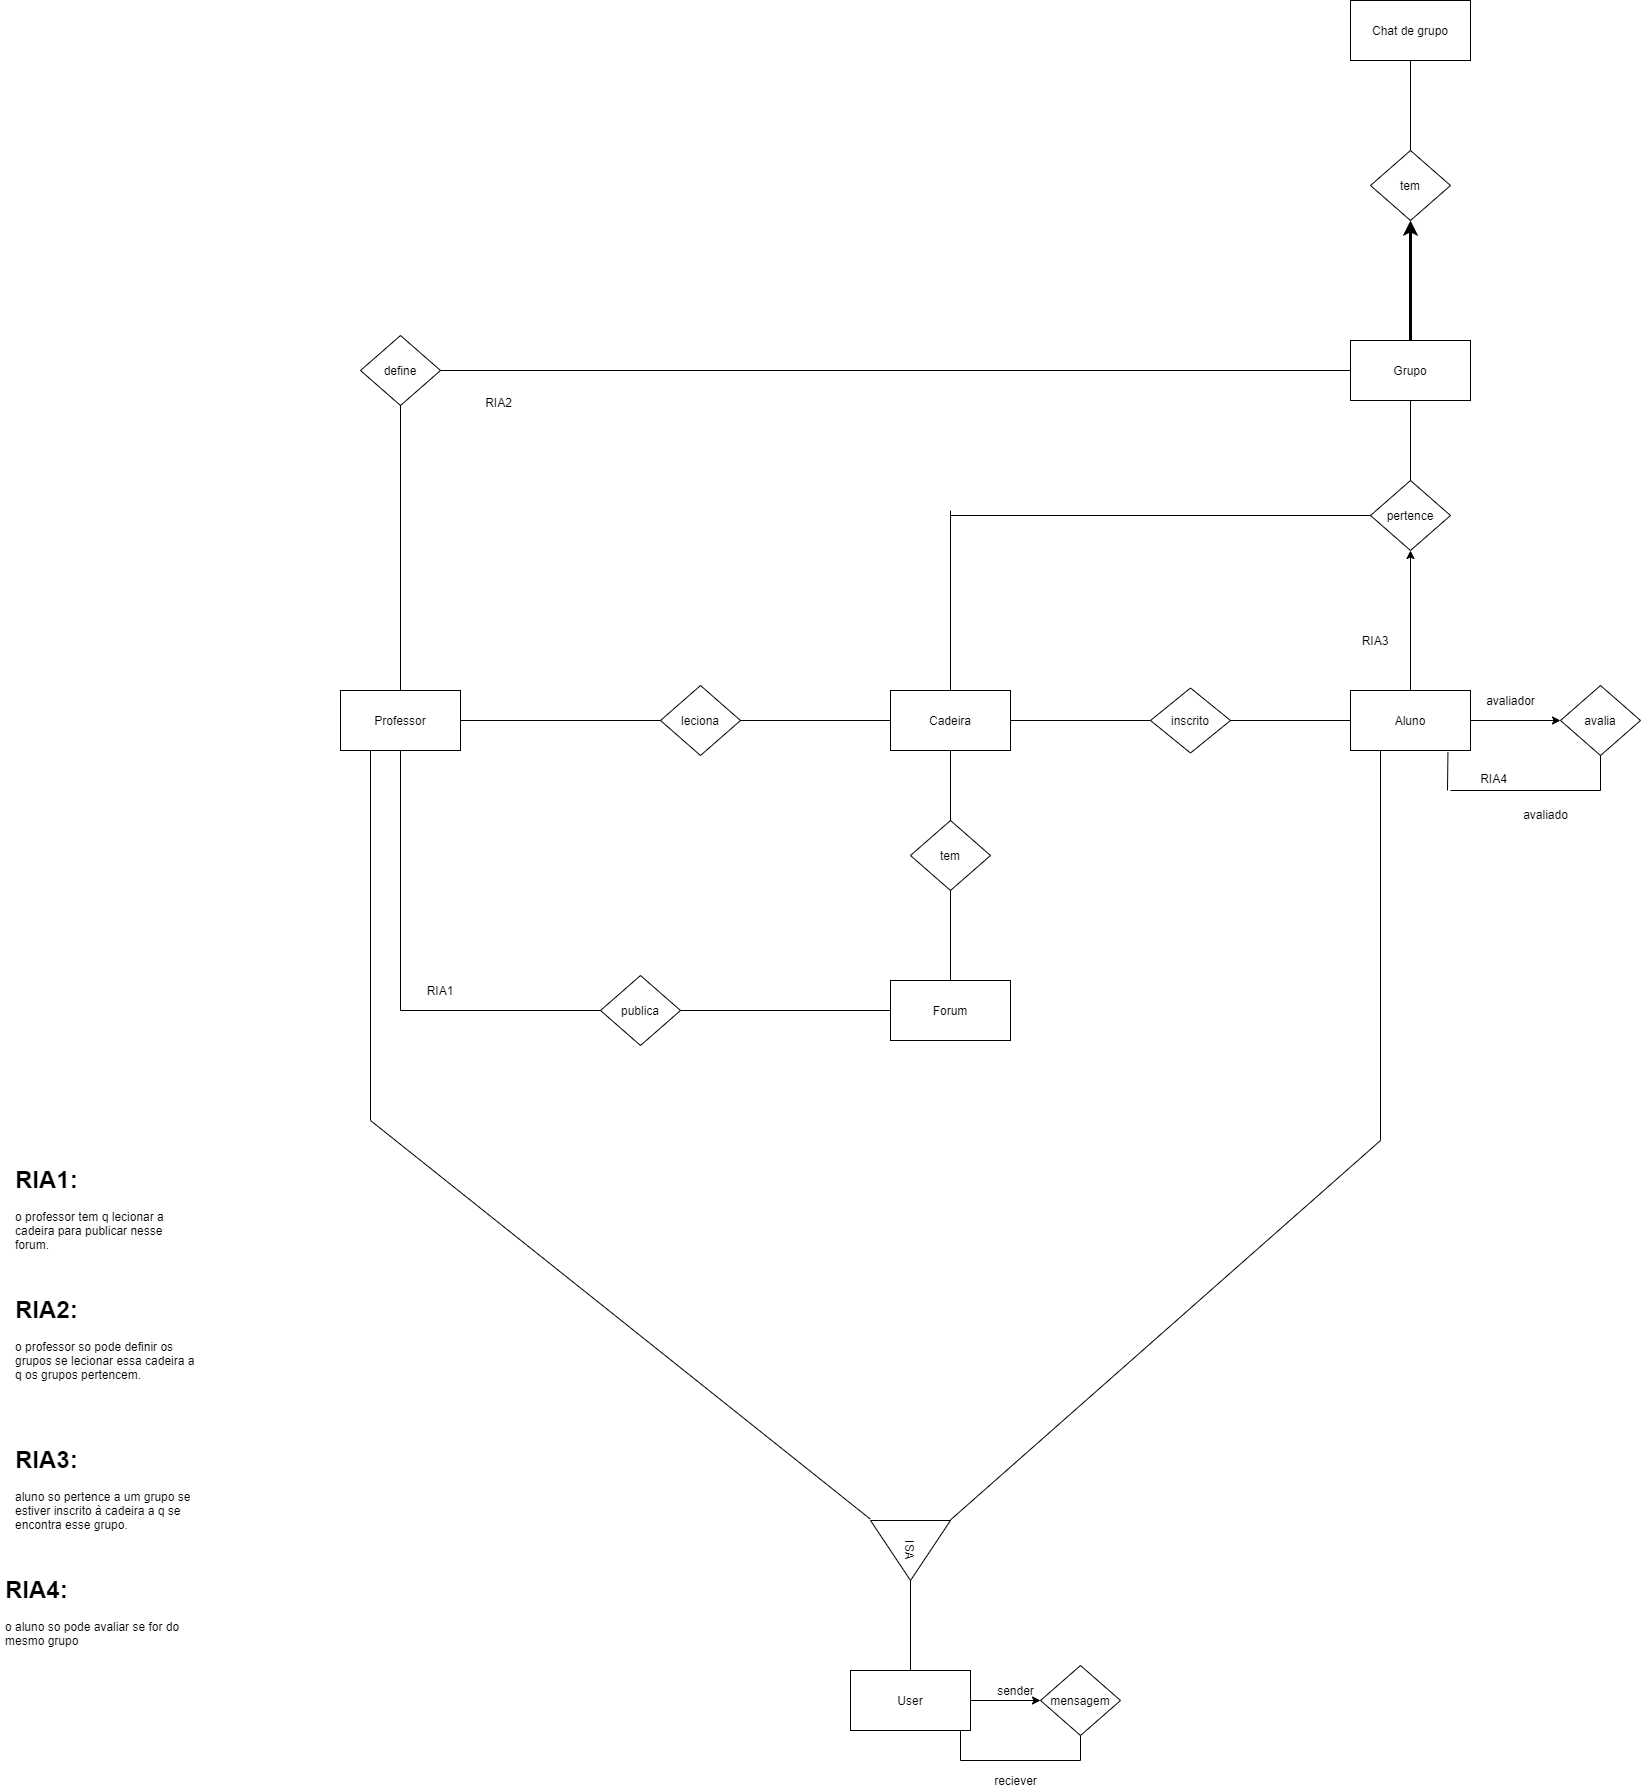 Chat de grupo
tem
define
Grupo
RIA2
pertence
RIA3
Professor
leciona
Cadeira
inscrito
Aluno
avaliador
avalia
RIA4
avaliado
tem
RIA1
publica
Forum
RIA1:
o professor tem q lecionar a
cadeira para publicar nesse
forum.
RIA2:
o professor so pode definir os
grupos se lecionar essa cadeira a
q os grupos pertencem.
RIA3:
aluno so pertence a um grupo se
estiver inscrito à cadeira a q se
encontra esse grupo.
ISA
RIA4:
o aluno so pode avaliar se for do
mesmo grupo
User
sender
mensagem
reciever